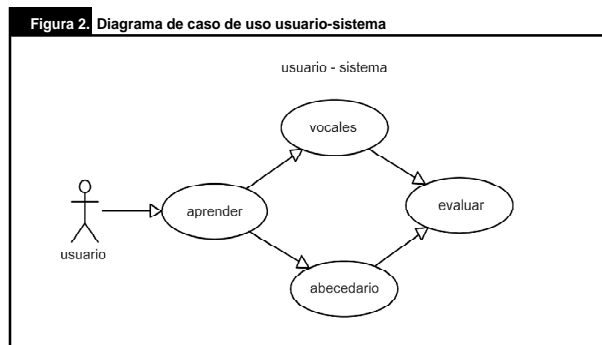 Figura 2. Diagrama de caso de uso usuario-sistema
usuario - sistema
vocales
aprender
evaluar
usuario
abecedario